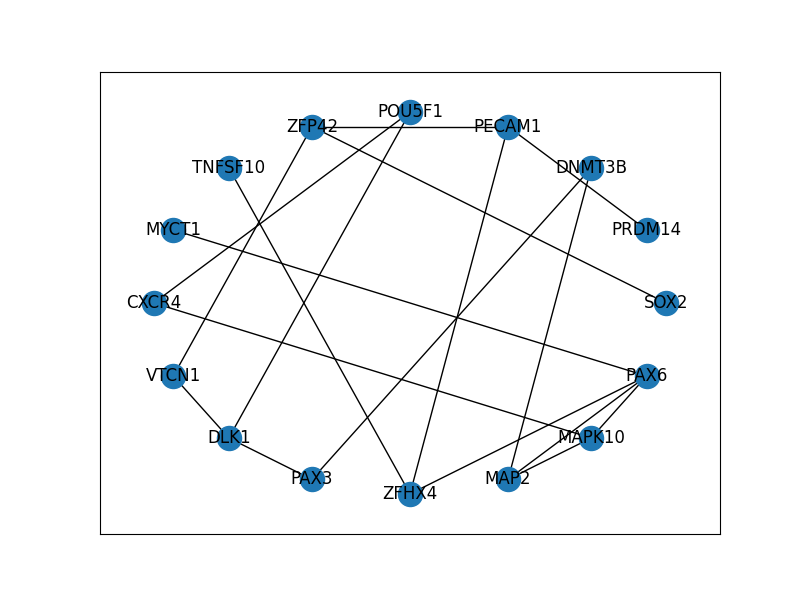 POU5F1
ZFP42
PECAM1
TNFSF10
DNMT3B
MYCT1
PRDM14
CXCR4
SOX2
VTCN1
PAX6
DLK1
MAPK10
PAX3
MAP2
ZFHX4